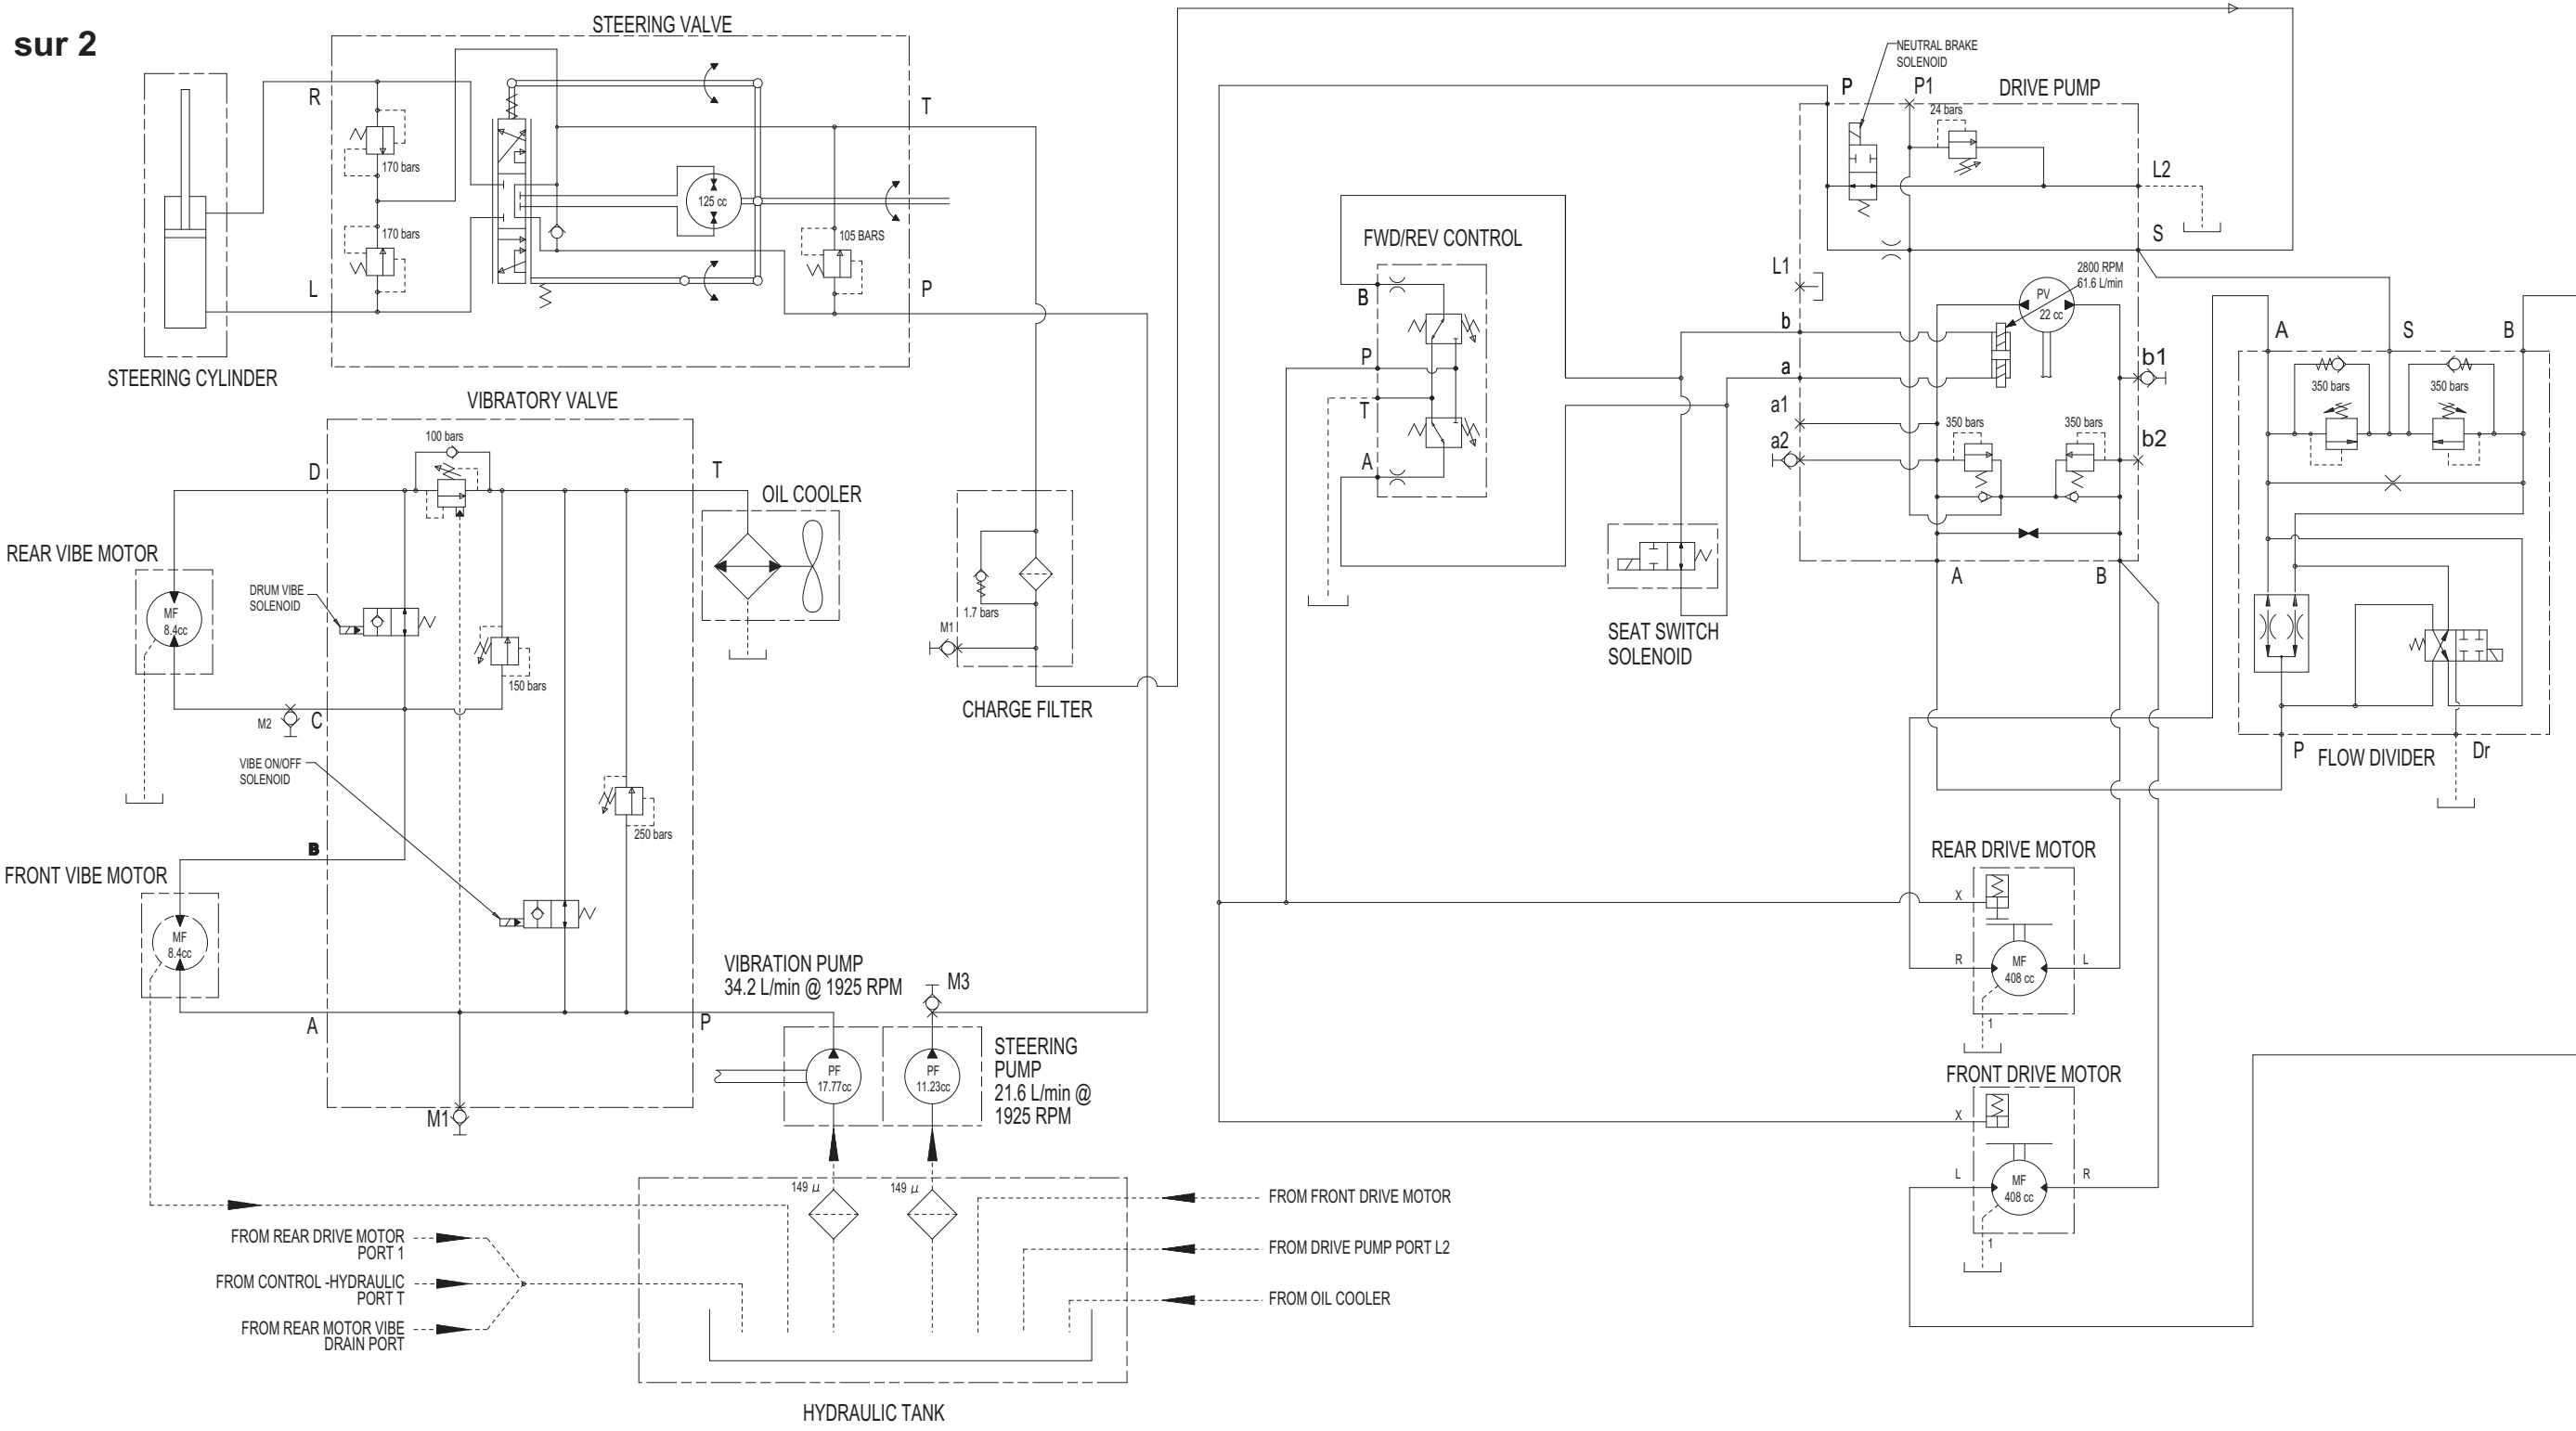 sur 2
STEERING VALVE
R
170 bars
170 bars
L
125 cc
105 BARS
T
P
STEERING CYLINDER
VIBRATORY VALVE
100 bars
D
T
OIL COOLER
REAR VIBE MOTOR
MF
8.4cc
DRUM VIBE
SOLENOID
150 bars
M2
C
VIBE ON/OFF
SOLENOID
250 bars
B
FRONT VIBE MOTOR
MF
8.4cc
A
P
M1
1.7 bars
M1
CHARGE FILTER
VIBRATION PUMP
34.2 L/min @ 1925 RPM
M3
PF
17.77cc
PF
11.23cc
STEERING
PUMP
21.6 L/min @
1925 RPM
149 μ
149 μ
FROM REAR DRIVE MOTOR
PORT 1
FROM CONTROL -HYDRAULIC
PORT T
FROM REAR MOTOR VIBE
DRAIN PORT
FROM FRONT DRIVE MOTOR
FROM DRIVE PUMP PORT L2
FROM OIL COOLER
HYDRAULIC TANK
FWD/REV CONTROL
B
P
T
A
SEAT SWITCH
SOLENOID
NEUTRAL BRAKE
SOLENOID
P
P1
DRIVE PUMP
24 bars
L2
S
L1
2800 RPM
61.6 L/min
PV
22 cc
b
a
a1
a2
b1
b2
350 bars
350 bars
A
B
A
S
B
350 bars
350 bars
P
FLOW DIVIDER
Dr
REAR DRIVE MOTOR
X
R
MF
408 cc
L
1
FRONT DRIVE MOTOR
X
L
MF
408 cc
R
1